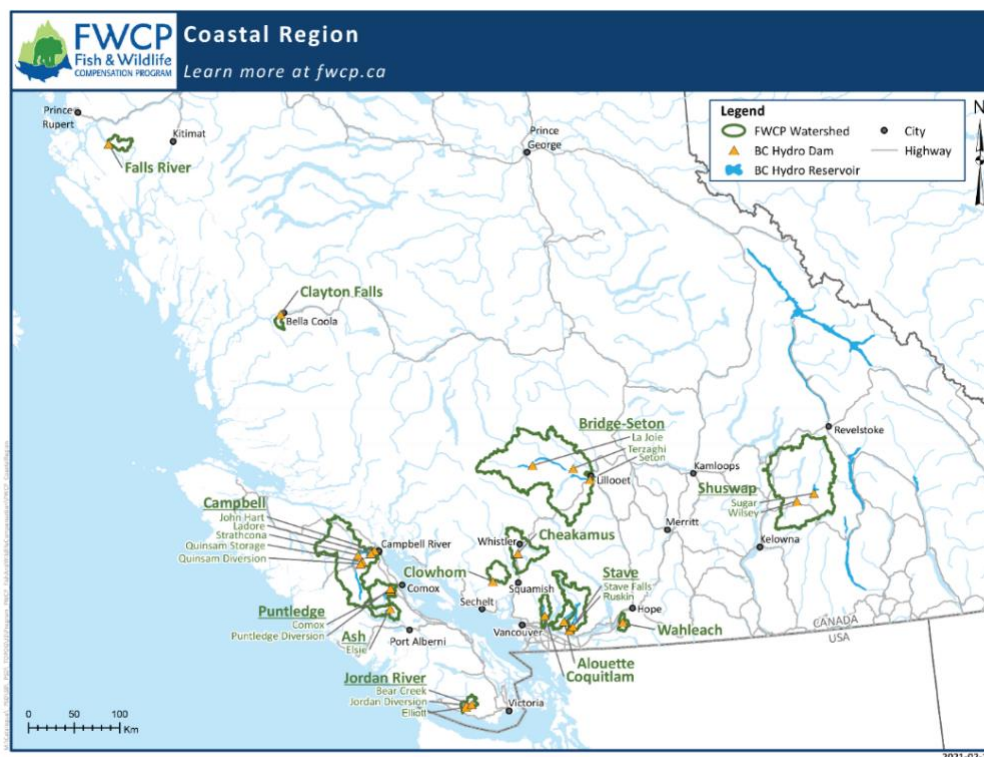 FWCP
Fish & Wildlife
COMPENSATION PROGRAM
Coastal Region
Learn more at fwcp.ca
Legend
FWCP Watershed
BC Hydro Dam
BC Hydro Reservoir
City
Highway
N
Prince
Rupert
Kitimat
Falls River
Prince
George
Clayton Falls
Bella Coola
Bridge-Seton
La Joie
Terzaghi
Seton
Lillooet
Revelstoke
Kamloops
Shuswap
Sugar
Wilsey
Merritt
Kelowna
Campbell
John Hart
Ladore
Strathcona
Quinsam Storage
Quinsam Diversion
Campbell River
Whistler
Cheakamus
Clowhom
Comox
Squamish
Sechelt
Stave
Stave Falls
Ruskin
Hope
Puntledge
Comox
Puntledge Diversion
Ash
Elsie
Port Alberni
Vancouver
Wahleach
CANADA
USA
Alouette
Coquitlam
Jordan River
Bear Creek
Jordan Diversion
Elliott
Victoria
0 50 100
Km